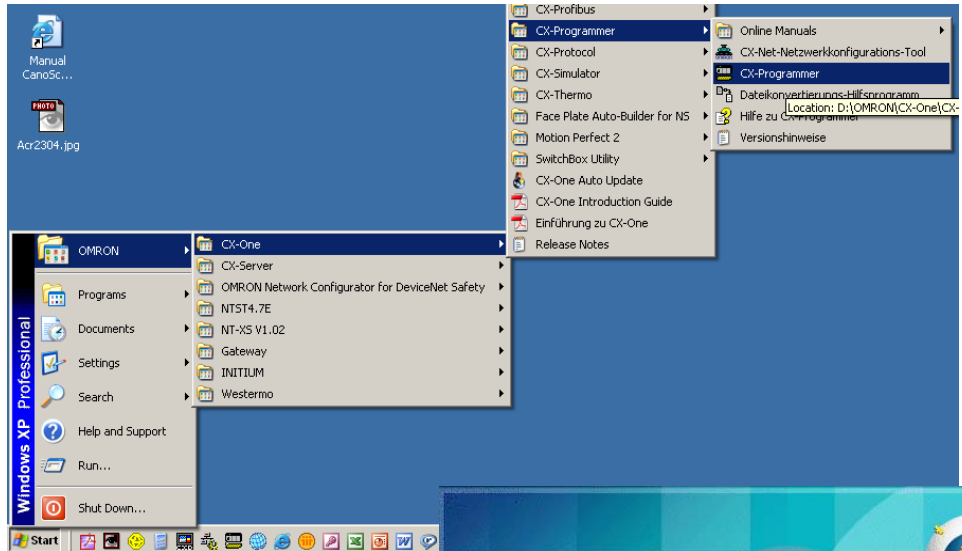 Manual
CanoSc...
PHOTO
Acr2304.jpg
CX-Profibus
CX-Programmer
CX-Protocol
CX-Simulator
CX-Thermo
Face Plate Auto-Builder for NS
Motion Perfect 2
SwitchBox Utility
CX-One Auto Update
CX-One Introduction Guide
Einführung zu CX-One
Release Notes
Online Manuals
CX-Net-Netzwerkkonfigurations-Tool
CX-Programmer
Dateikonvertierungs-Hilfsprogramm
Location: D:\OMRON\CX-One\CX-
Hilfe zu CX-Programmer
Versionshinweise
OMRON
Programs
Documents
Settings
Search
Help and Support
Run...
Shut Down...
Windows XP Professional
CX-One
CX-Server
OMRON Network Configurator for DeviceNet Safety
NTST4.7E
NT-XS V1.02
Gateway
INITIUM
Westermo
Start